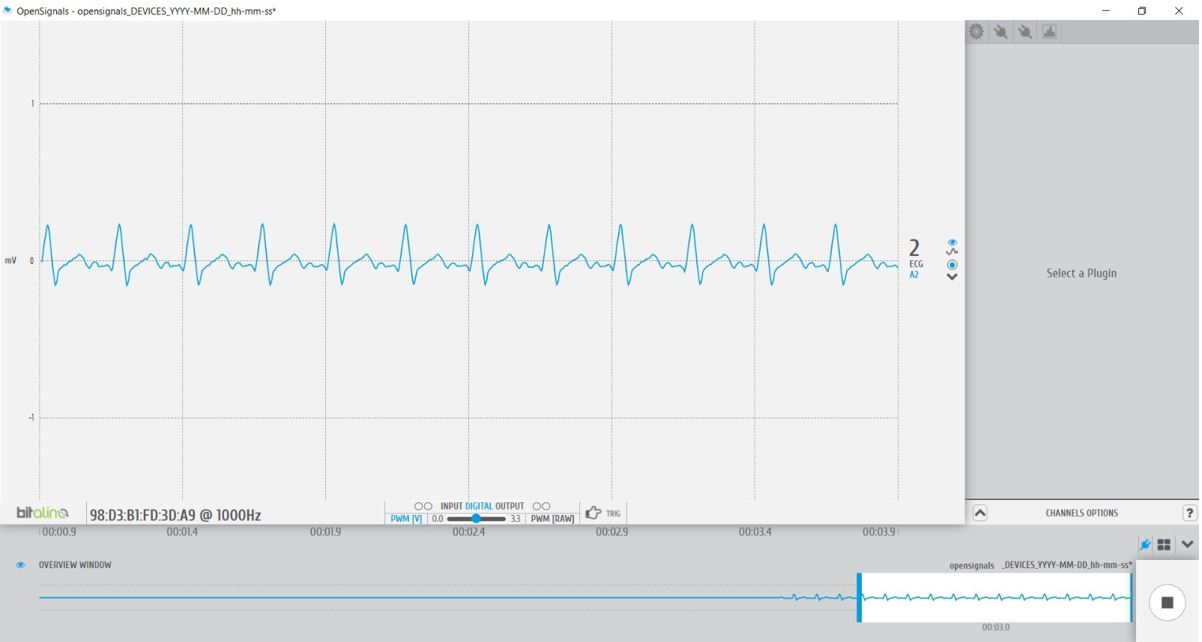 OpenSignals - opensignals_DEVICES_YYYY-MM-DD_hh-mm-ss*
1
mV 0
-1
2
ECG
A2
Select a Plugin
bitalino
98:D3:B1:FD:3D:A9 @ 1000Hz
INPUT DIGITAL OUTPUT
PWM [V] 0.0 3.3 PWM [RAW]
TRIG
CHANNELS OPTIONS ?
00:00.9 00:01.4 00:01.9 00:02.4 00:02.9 00:03.4 00:03.9
OVERVIEW WINDOW
opensignals _DEVICES_YYYY-MM-DD_hh-mm-ss*
00:03.0